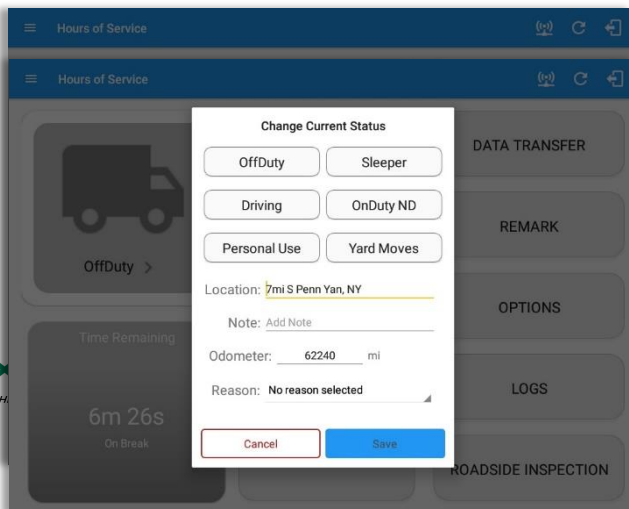 Hours of Service
Hours of Service
Change Current Status
OffDuty
Sleeper
Driving
OnDuty ND
Personal Use
Yard Moves
Location: 7mi S Penn Yan, NY
Note: Add Note
Odometer: 62240 mi
Reason: No reason selected
Cancel
Save
OffDuty >
Time Remaining
6m 26s
On Break
DATA TRANSFER
REMARK
OPTIONS
LOGS
ROADSIDE INSPECTION